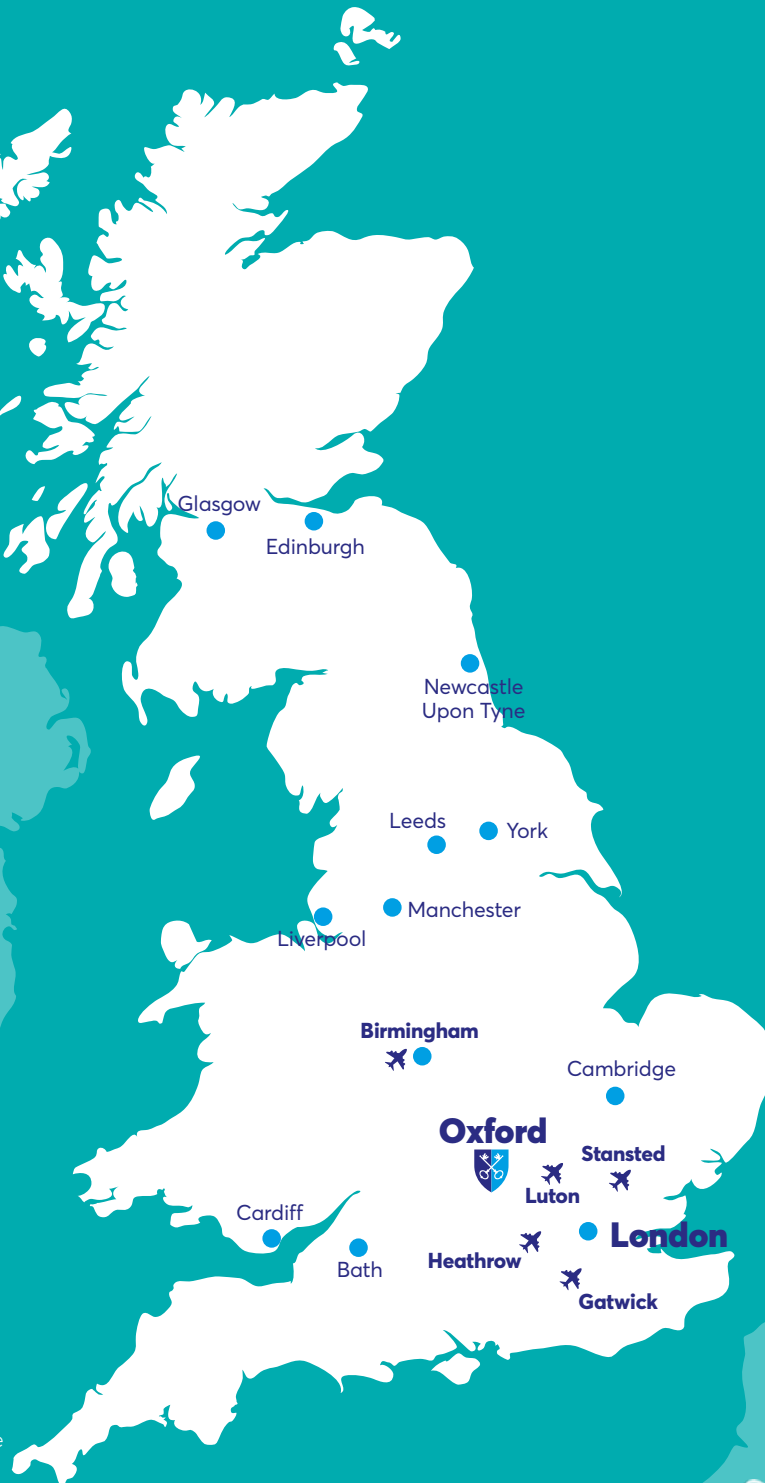 Glasgow
Edinburgh
Newcastle
Upon Tyne
Leeds
York
Manchester
Liverpool
Birmingham
Cambridge
Oxford
Stansted
Luton
Cardiff
London
Heathrow
Bath
Gatwick